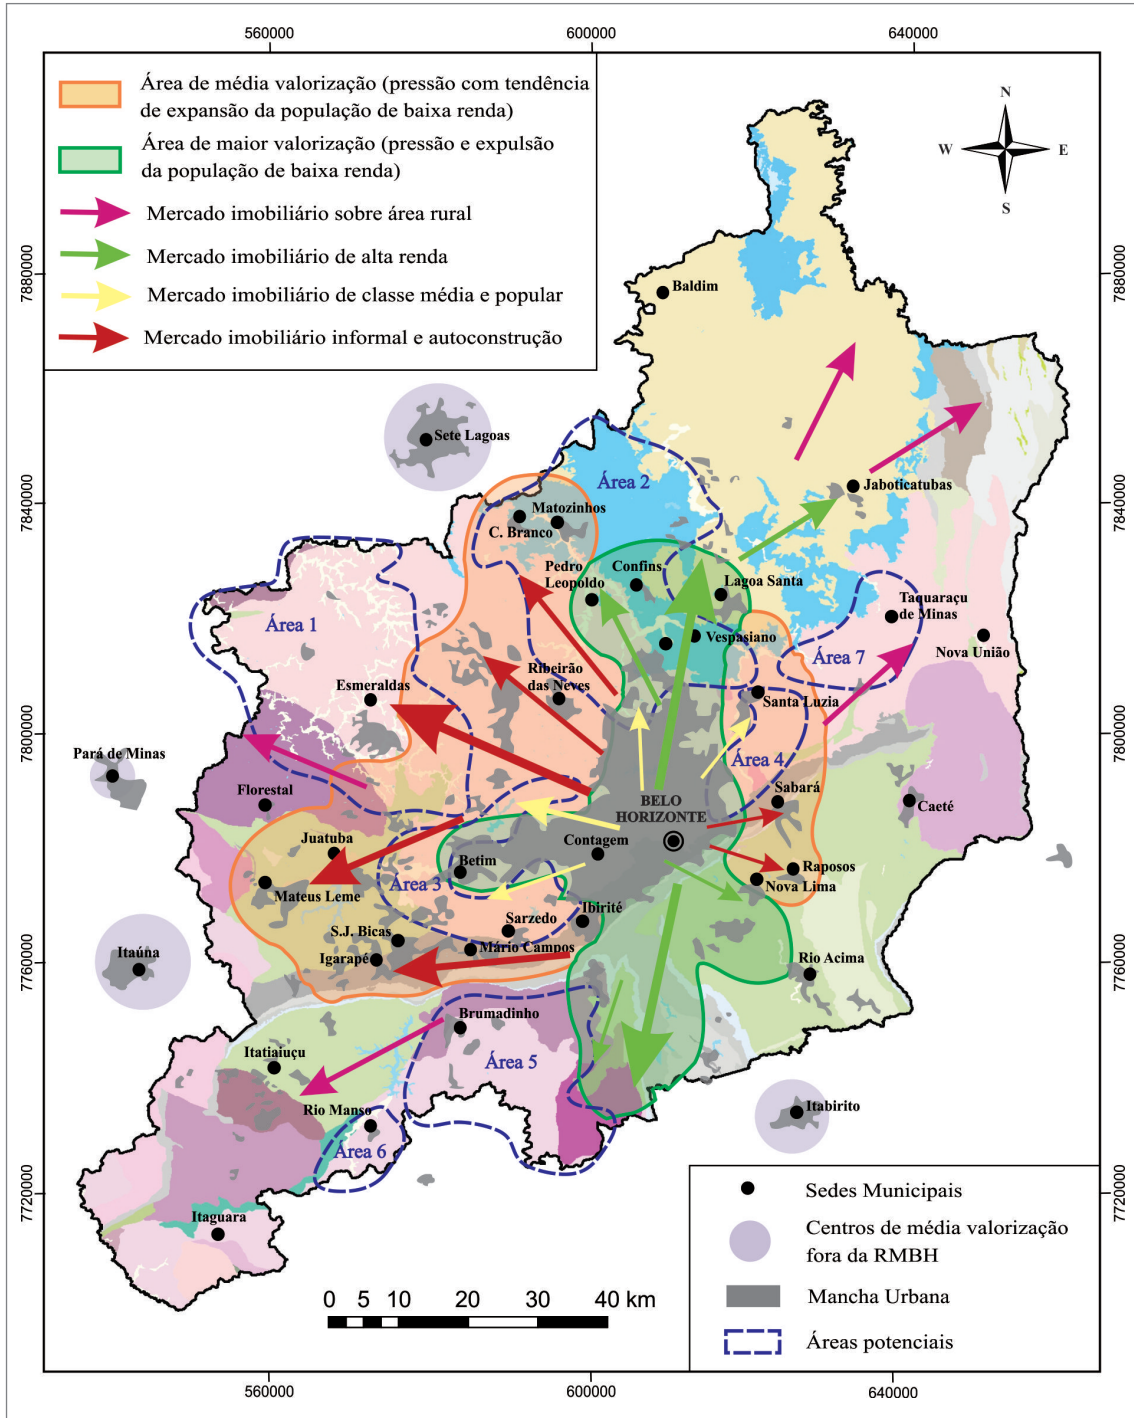 560000
600000
640000
Área de média valorização (pressão com tendência
de expansão da população de baixa renda)
Área de maior valorização (pressão e expulsão
da população de baixa renda)
Mercado imobiliário sobre área rural
Mercado imobiliário de alta renda
Mercado imobiliário de classe média e popular
Mercado imobiliário informal e autoconstrução
N
W
E
S
7880000
7880000
Baldim
Sete Lagoas
Área 2
Jaboticatubas
7840000
7840000
Matozinhos
C. Branco
Pedro
Leopoldo
Confins
Lagoa Santa
Taquaraçu
de Minas
Área 1
Vespasiano
Nova União
Área 7
Ribeirão
das Neves
Esmeraldas
Santa Luzia
7800000
7800000
Pará de Minas
Área 4
Florestal
Sabará
Caeté
BELO
HORIZONTE
Juatuba
Contagem
Betim
Raposos
Área 3
Nova Lima
Mateus Leme
Ibirité
Sarzedo
S.J. Bicas
Mário Campos
Itaúna
Igarapé
Rio Acima
7760000
7760000
Brumadinho
Itatiaiuçu
Área 5
Rio Manso
Itabirito
Área 6
7720000
7720000
Itaguara
Sedes Municipais
Centros de média valorização
fora da RMBH
Mancha Urbana
Áreas potenciais
0 5 10 20 30 40 km
560000
600000
640000